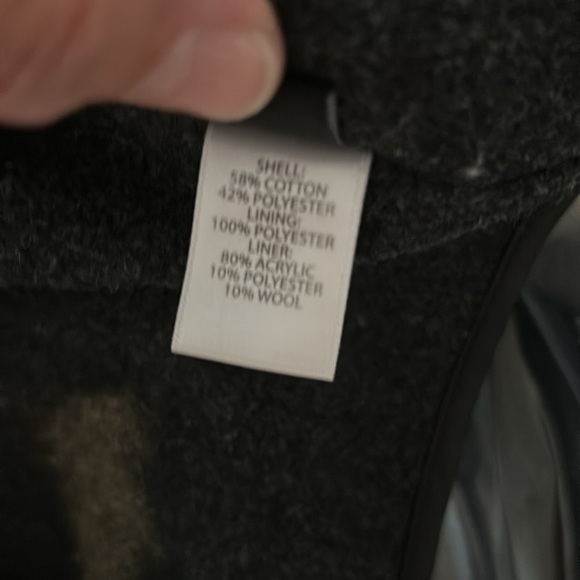 SHELL:
58% COTTON
42% POLYESTER
LINING:
100% POLYESTER
LINER:
80% ACRYLIC
10% POLYESTER
10% WOOL